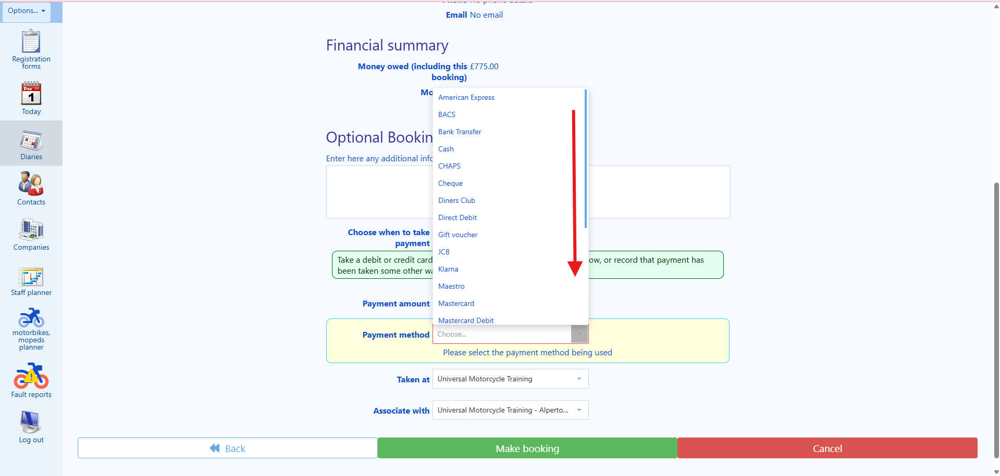 Options...
Registration
forms
Day
1
Today
Diaries
Contacts
Companies
Staff planner
motorbikes,
mopeds
planner
Fault reports
Log out
Email No email
Financial summary
Money owed (including this £775.00
booking)
Mo
Optional Bookin
Enter here any additional info
Choose when to take
payment
Take a debit or credit card
ow, or record that payment has
been taken some other wa
Payment amount
American Express
BACS
Bank Transfer
Cash
CHAPS
Cheque
Diners Club
Direct Debit
Gift voucher
JCB
Klarna
Maestro
Mastercard
Mastercard Debit
Payment method Choose...
Please select the payment method being used
Taken at Universal Motorcycle Training
Associate with Universal Motorcycle Training - Alperto...
Back
Make booking
Cancel